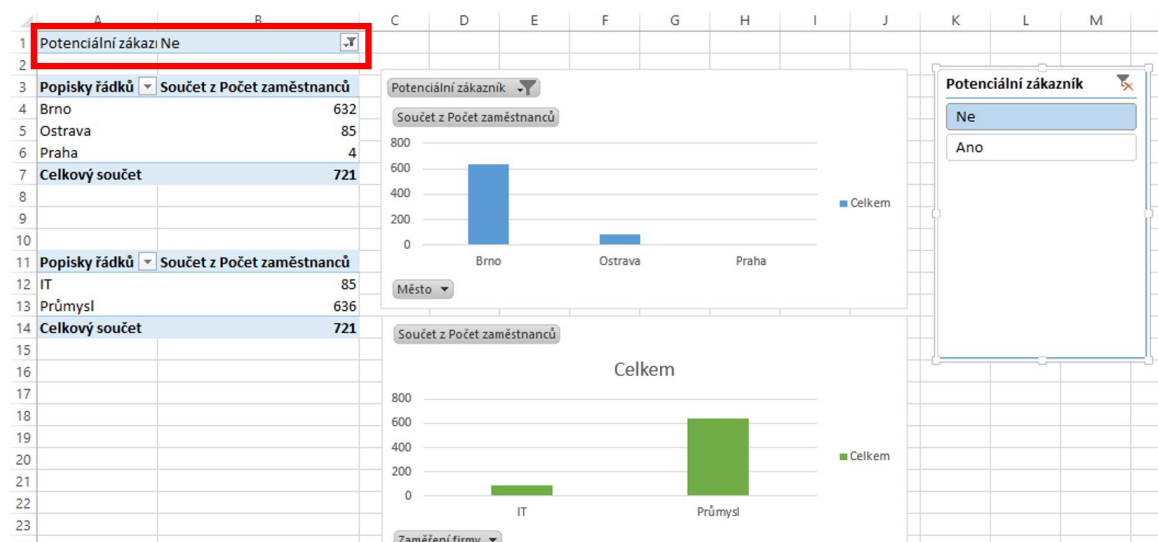 A B C D E F G H I J K L M
1 Potenciální zákazı Ne
2
3 Popisky řádků Součet z Počet zaměstnanců
4 Brno 632
5 Ostrava 85
6 Praha 4
7 Celkový součet 721
8
9
10
11 Popisky řádků Součet z Počet zaměstnanců
12 IT 85
13 Průmysl 636
14 Celkový součet 721
15
16
17
18
19
20
21
22
23
Potenciální zákazník
Součet z Počet zaměstnanců
800
600
400
200
0
Brno Ostrava Praha
Celkem
Město
Součet z Počet zaměstnanců
Celkem
800
600
400
200
0
IT Průmysl
Celkem
Zaměření firmy
Potenciální zákazník
Ne
Ano